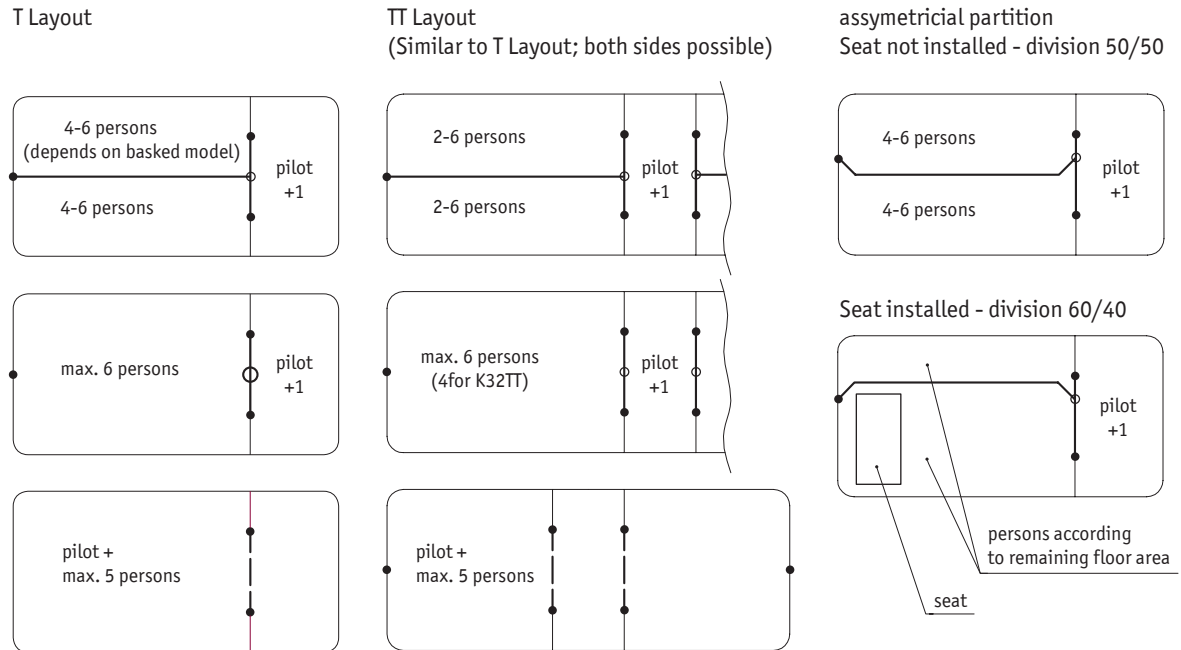 T Layout
4-6 persons
(depends on basked model)
4-6 persons
pilot
+1
max. 6 persons
pilot
+1
pilot +
max. 5 persons
TT Layout
(Similar to T Layout; both sides possible)
2-6 persons
2-6 persons
pilot
+1
max. 6 persons
(4for K32TT)
pilot
+1
pilot +
max. 5 persons
assymetricial partition
Seat not installed - division 50/50
4-6 persons
4-6 persons
pilot
+1
Seat installed - division 60/40
pilot
+1
persons according
to remaining floor area
seat